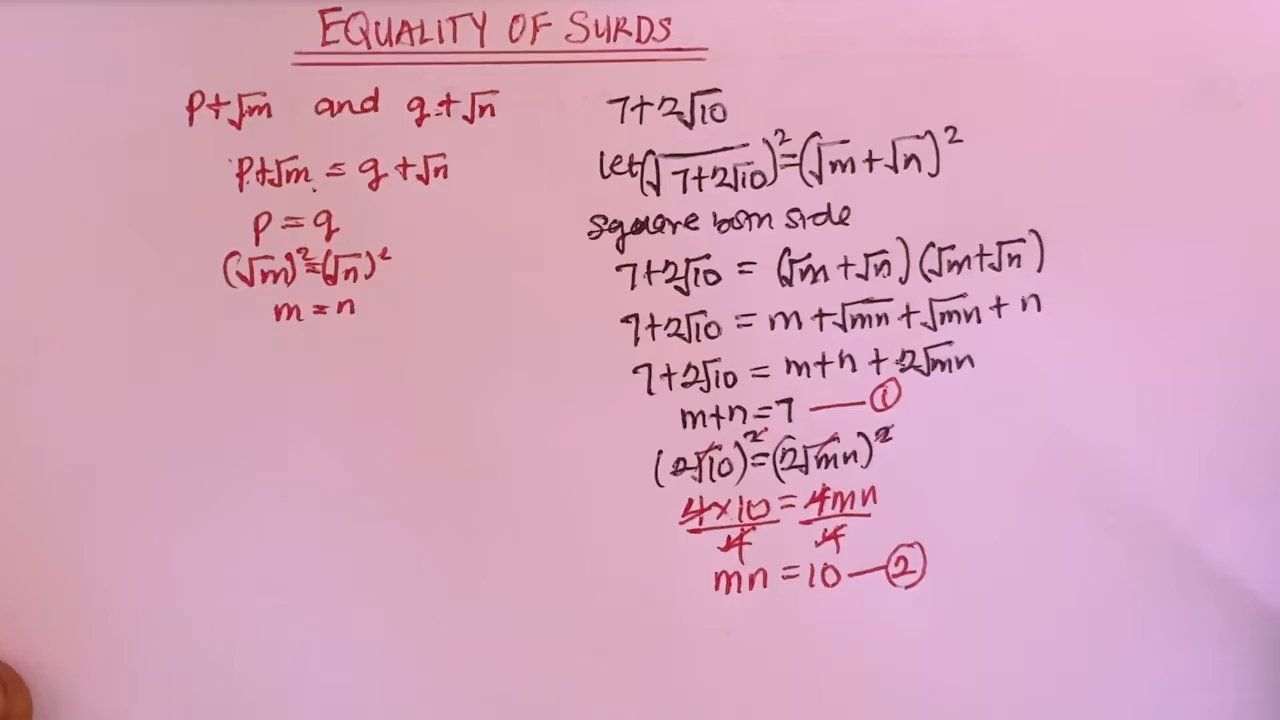 EQUALITY OF SURDS
P+√m and q+√n
P+√m = q+√n
P = q
(√m)²=(√n)²
m = n
7+2√10
let(√(7+2√10))²=(√m+√n)²
square both side
7+2√10 = (√m+√n)(√m+√n)
7+2√10 = m+√mn+√mn+n
7+2√10 = m+n+2√mn
m+n=7 — ①
(2√10)²=(2√mn)²
4×10/4 = 4mn/4
mn = 10 — ②